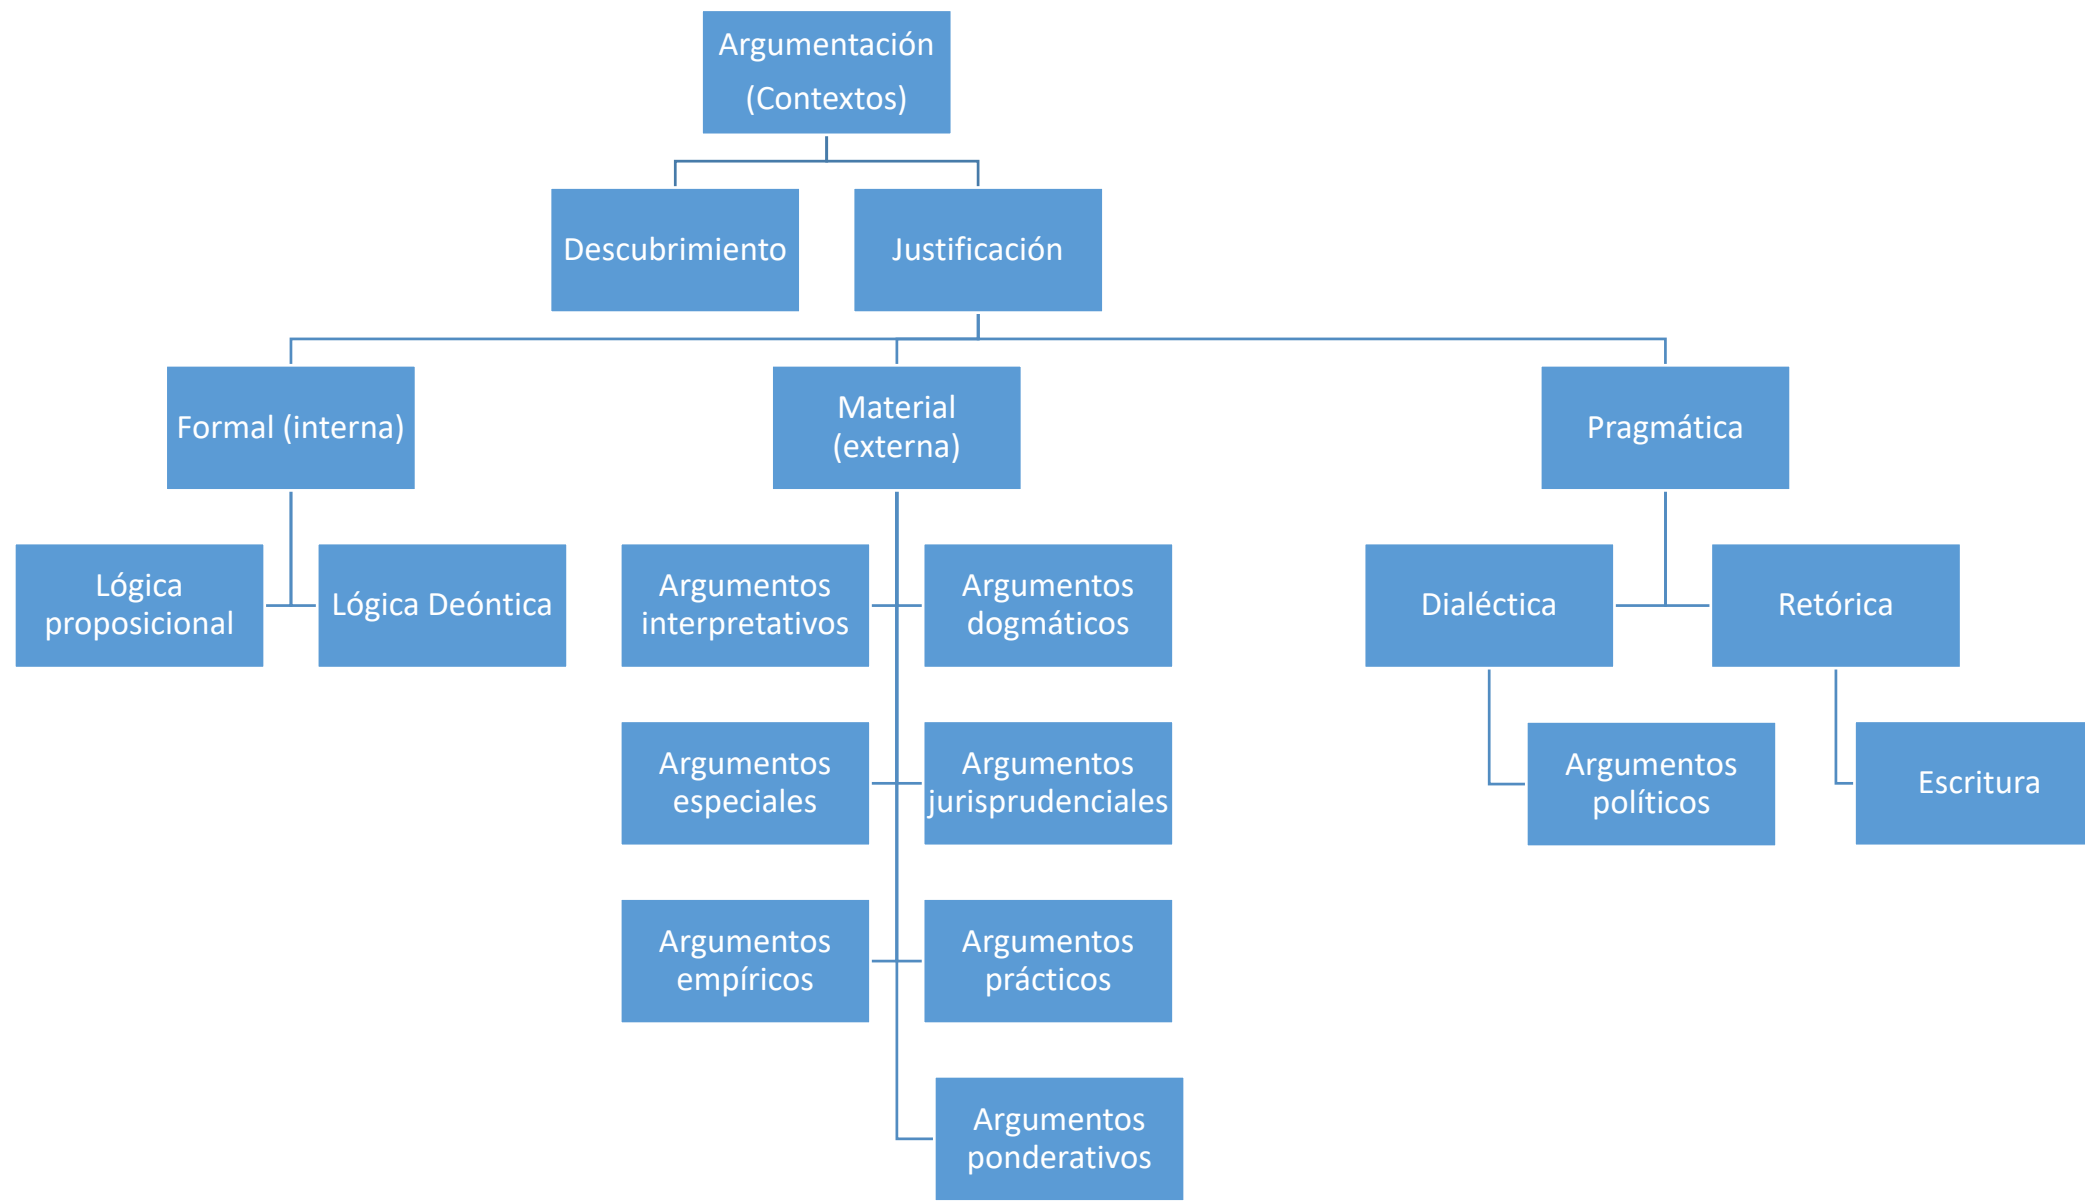 Argumentación
(Contextos)
Descubrimiento
Justificación
Formal (interna)
Material
(externa)
Pragmática
Lógica
proposicional
Lógica Deóntica
Argumentos
interpretativos
Argumentos
dogmáticos
Dialéctica
Retórica
Argumentos
especiales
Argumentos
jurisprudenciales
Argumentos
políticos
Escritura
Argumentos
empíricos
Argumentos
prácticos
Argumentos
ponderativos